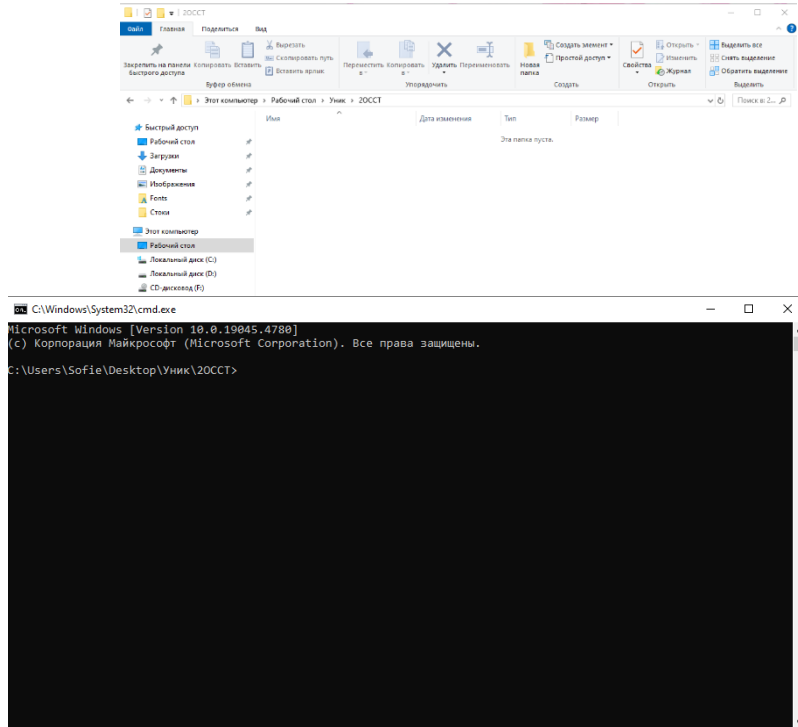 2OCCT
Файл Главная Поделиться Вид
Закрепить на панели быстрого доступа
Копировать
Вставить
Вырезать
Скопировать путь
Вставить ярлык
Буфер обмена
Переместить в
Копировать в
Удалить
Переименовать
Упорядочить
Новая папка
Создать элемент
Простой доступ
Создать
Свойства
Открыть
Изменить
Журнал
Открыть
Выделить все
Снять выделение
Обратить выделение
Выделить
Этот компьютер > Рабочий стол > Уник > 2OCCT
Поиск в: 2...
Имя Дата изменения Тип Размер
Эта папка пуста.
Быстрый доступ
Рабочий стол
Загрузки
Документы
Изображения
Fonts
Стоки
Этот компьютер
Рабочий стол
Локальный диск (C:)
Локальный диск (D:)
CD-дисковод (F:)
C:\Windows\System32\cmd.exe
Microsoft Windows [Version 10.0.19045.4780]
(c) Корпорация Майкрософт (Microsoft Corporation). Все права защищены.
C:\Users\Sofie\Desktop\Уник\2OCCT>